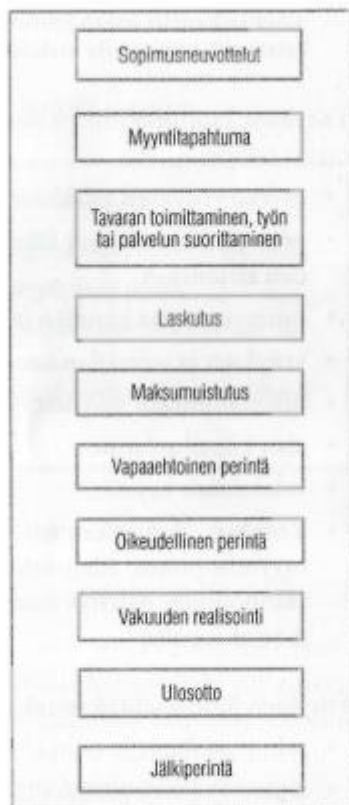 Sopimusneuvottelut
Myyntitapahtuma
Tavaran toimittaminen, työn
tai palvelun suorittaminen
Laskutus
Maksumuistutus
Vapaaehtoinen perintä
Oikeudellinen perintä
Vakuuden realisointi
Ulosotto
Jälkiperintä